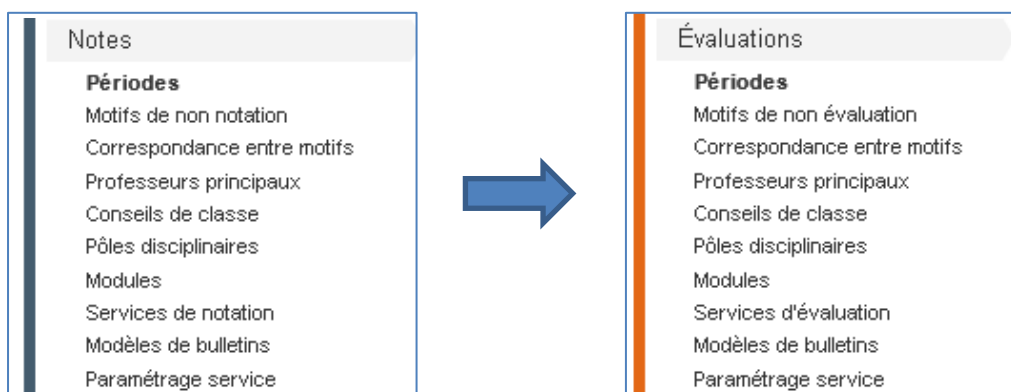 Notes
Périodes
Motifs de non notation
Correspondance entre motifs
Professeurs principaux
Conseils de classe
Pôles disciplinaires
Modules
Services de notation
Modèles de bulletins
Paramétrage service
Évaluations
Périodes
Motifs de non évaluation
Correspondance entre motifs
Professeurs principaux
Conseils de classe
Pôles disciplinaires
Modules
Services d'évaluation
Modèles de bulletins
Paramétrage service